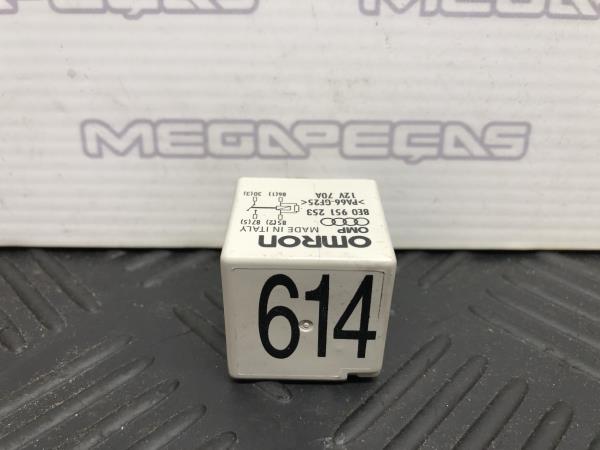 MEGAPEÇAS
MEGAPEÇAS
OMRON
MADE IN ITALY
OMP
8E0 951 253
>PA66-GF25<
12V 70A
86(1) 30(3)
85(2) 87(5)
614